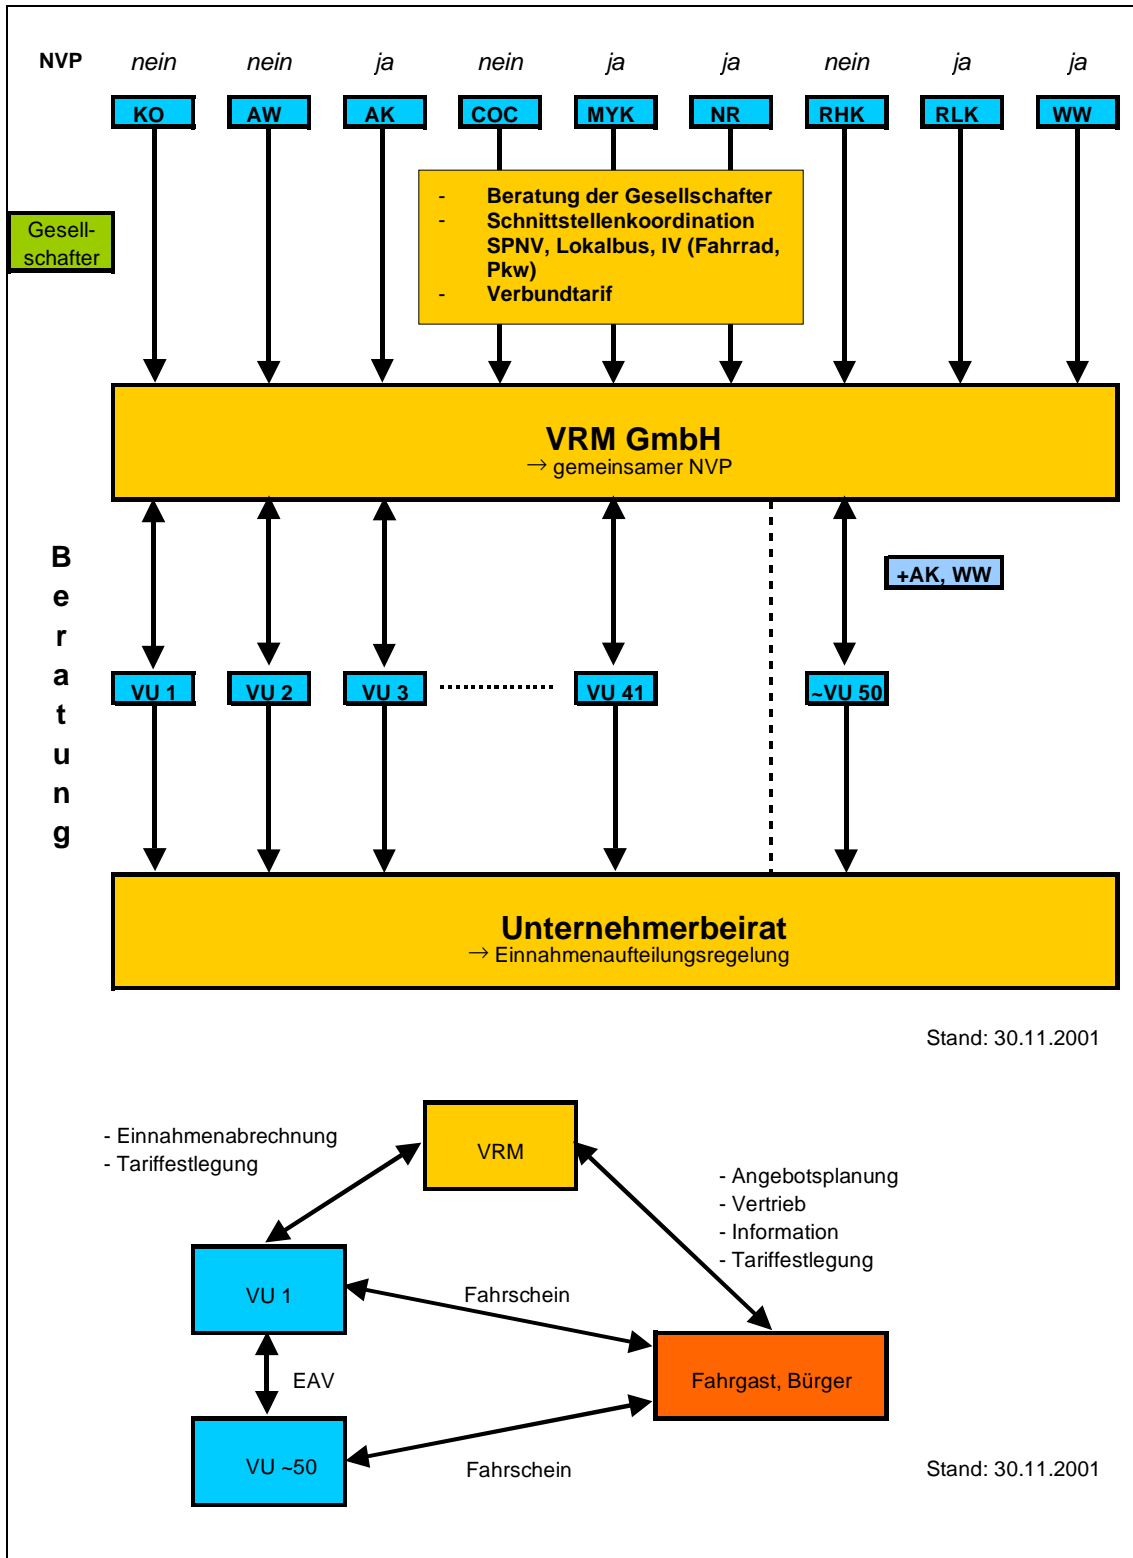 NVP nein nein ja nein ja ja nein ja ja
KO AW AK COC MYK NR RHK RLK WW
- Beratung der Gesellschafter
- Schnittstellenkoordination
SPNV, Lokalbus, IV (Fahrrad,
Pkw)
- Verbundtarif
Gesell-
schafter
VRM GmbH
→ gemeinsamer NVP
Beratung
+AK, WW
VU 1 VU 2 VU 3 VU 41 ~VU 50
Unternehmerbeirat
→ Einnahmenaufteilungsregelung
Stand: 30.11.2001
- Einnahmenabrechnung
- Tariffestlegung
VRM
- Angebotsplanung
- Vertrieb
- Information
- Tariffestlegung
VU 1
Fahrschein
EAV
Fahrgast, Bürger
VU ~50
Fahrschein
Stand: 30.11.2001